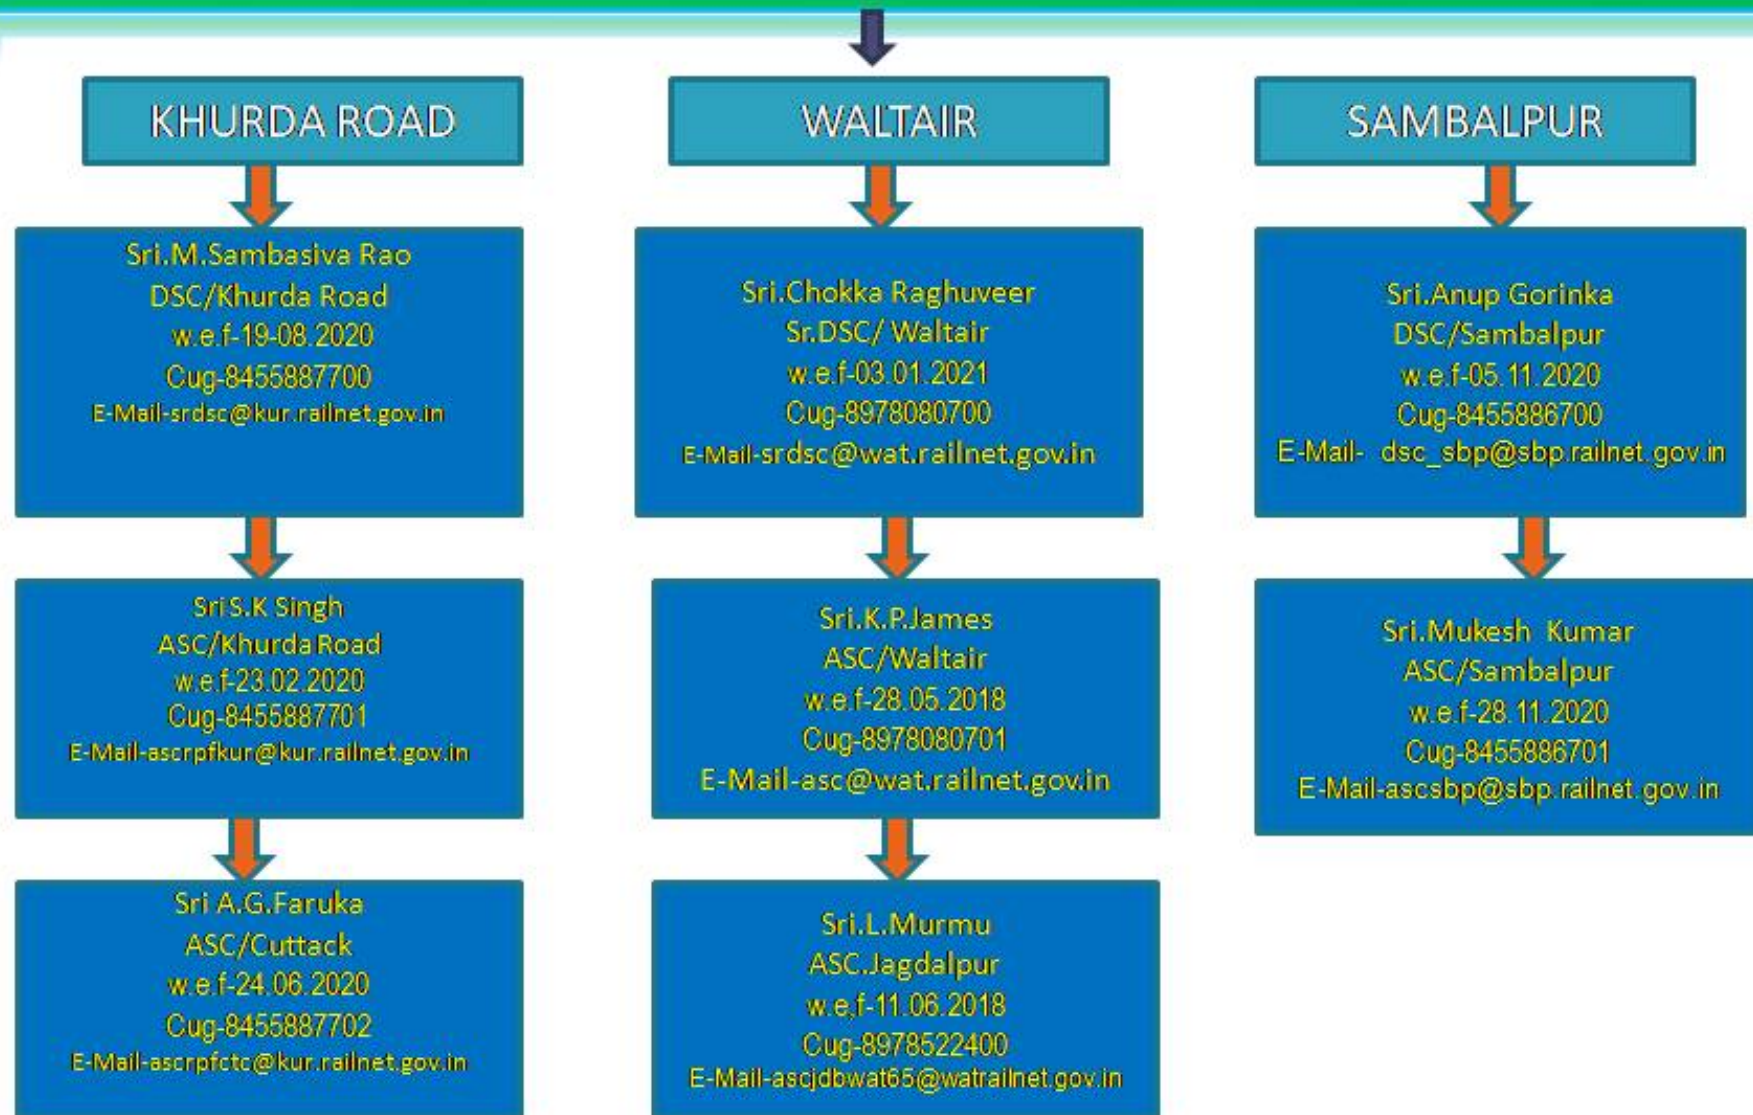 KHURDA ROAD
Sri.M.Sambasiva Rao
DSC/Khurda Road
w.e.f-19-08.2020
Cug-8455887700
E-Mail-srdsc@kur.railnet.gov.in
Sri S.K Singh
ASC/Khurda Road
w.e.f-23.02.2020
Cug-8455887701
E-Mail-ascrpfkur@kur.railnet.gov.in
Sri A.G.Faruka
ASC/Cuttack
w.e.f-24.06.2020
Cug-8455887702
E-Mail-ascrpfctc@kur.railnet.gov.in
WALTAIR
Sri.Chokka Raghuveer
Sr.DSC/ Waltair
w.e.f-03.01.2021
Cug-8978080700
E-Mail-srdsc@wat.railnet.gov.in
Sri.K.P.James
ASC/Waltair
w.e.f-28.05.2018
Cug-8978080701
E-Mail-asc@wat.railnet.gov.in
Sri.L.Murmu
ASC.Jagdalpur
w.e,f-11.06.2018
Cug-8978522400
E-Mail-ascjdbwat65@watrailnet.gov.in
SAMBALPUR
Sri.Anup Gorinka
DSC/Sambalpur
w.e.f-05.11.2020
Cug-8455886700
E-Mail- dsc_sbp@sbp.railnet.gov.in
Sri.Mukesh Kumar
ASC/Sambalpur
w.e.f-28.11.2020
Cug-8455886701
E-Mail-ascsbp@sbp.railnet.gov.in